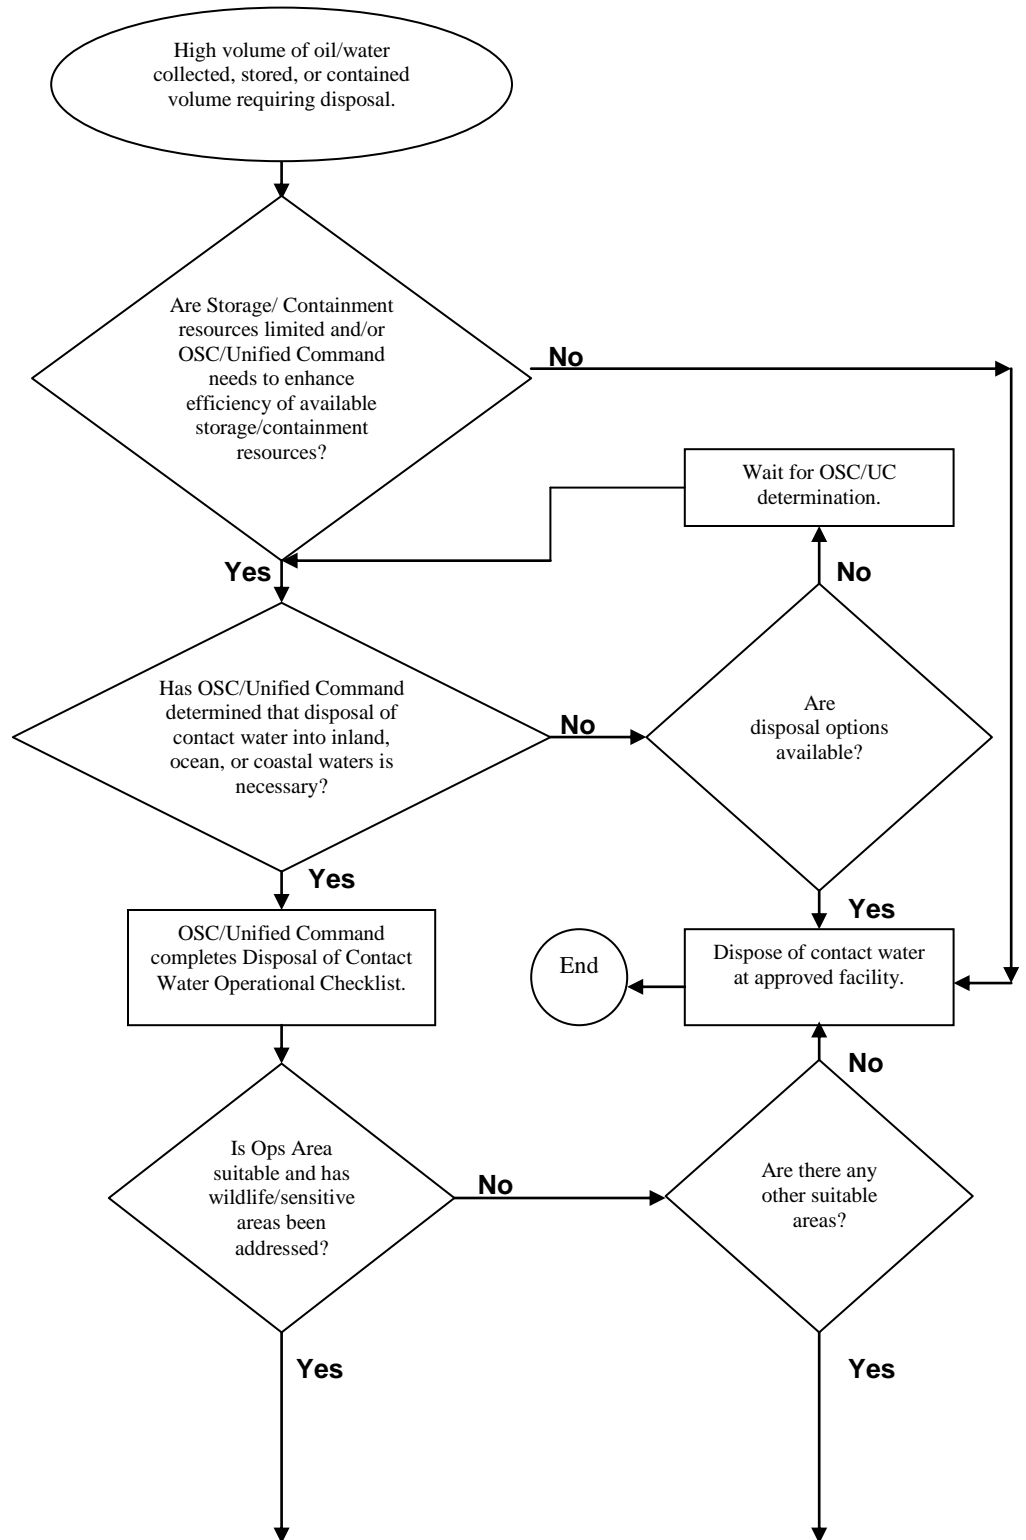 High volume of oil/water
collected, stored, or contained
volume requiring disposal.
Are Storage/ Containment
resources limited and/or
OSC/Unified Command
needs to enhance
efficiency of available
storage/containment
resources?
No
Wait for OSC/UC
determination.
Yes
No
Has OSC/Unified Command
determined that disposal of
contact water into inland,
ocean, or coastal waters is
necessary?
No
Are
disposal options
available?
Yes
Yes
OSC/Unified Command
completes Disposal of Contact
Water Operational Checklist.
End
Dispose of contact water
at approved facility.
No
Is Ops Area
suitable and has
wildlife/sensitive
areas been
addressed?
No
Are there any
other suitable
areas?
Yes
Yes